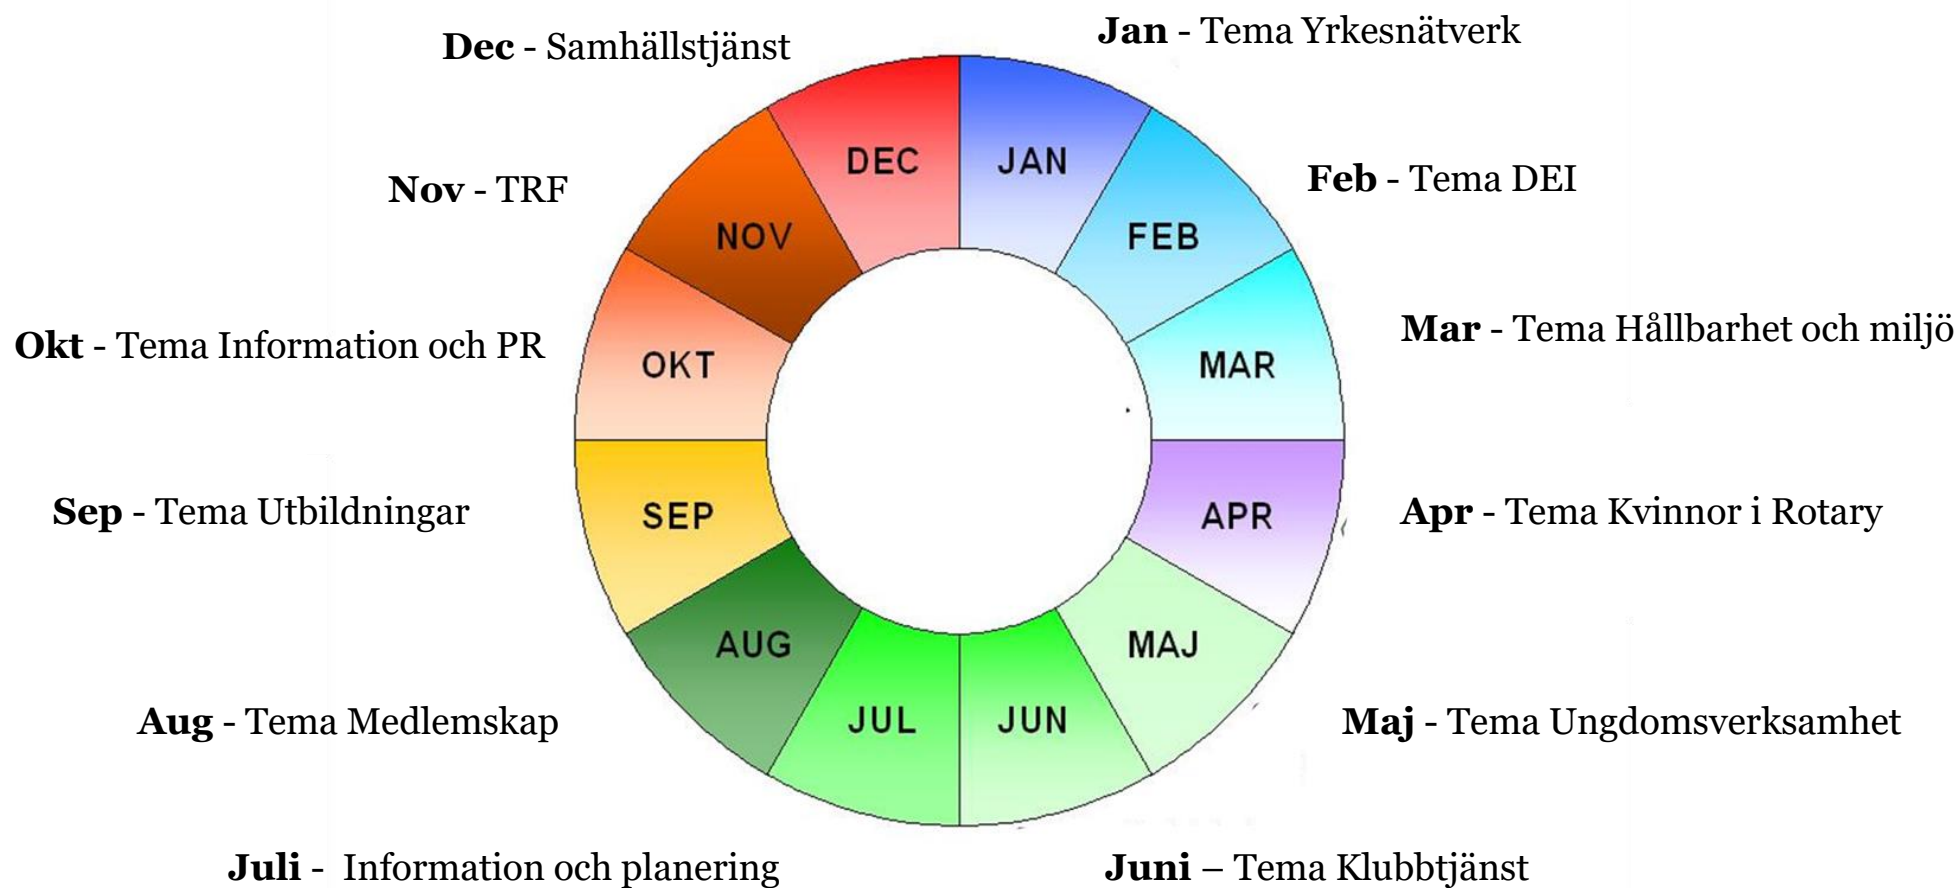 Jan - Tema Yrkesnätverk
Dec - Samhällstjänst
DEC
JAN
Nov - TRF
Feb - Tema DEI
NOV
FEB
Okt - Tema Information och PR
Mar - Tema Hållbarhet och miljö
OKT
MAR
Sep - Tema Utbildningar
SEP
APR
Apr - Tema Kvinnor i Rotary
AUG
MAJ
Aug - Tema Medlemskap
JUL
JUN
Maj - Tema Ungdomsverksamhet
Juli - Information och planering
Juni – Tema Klubbtjänst